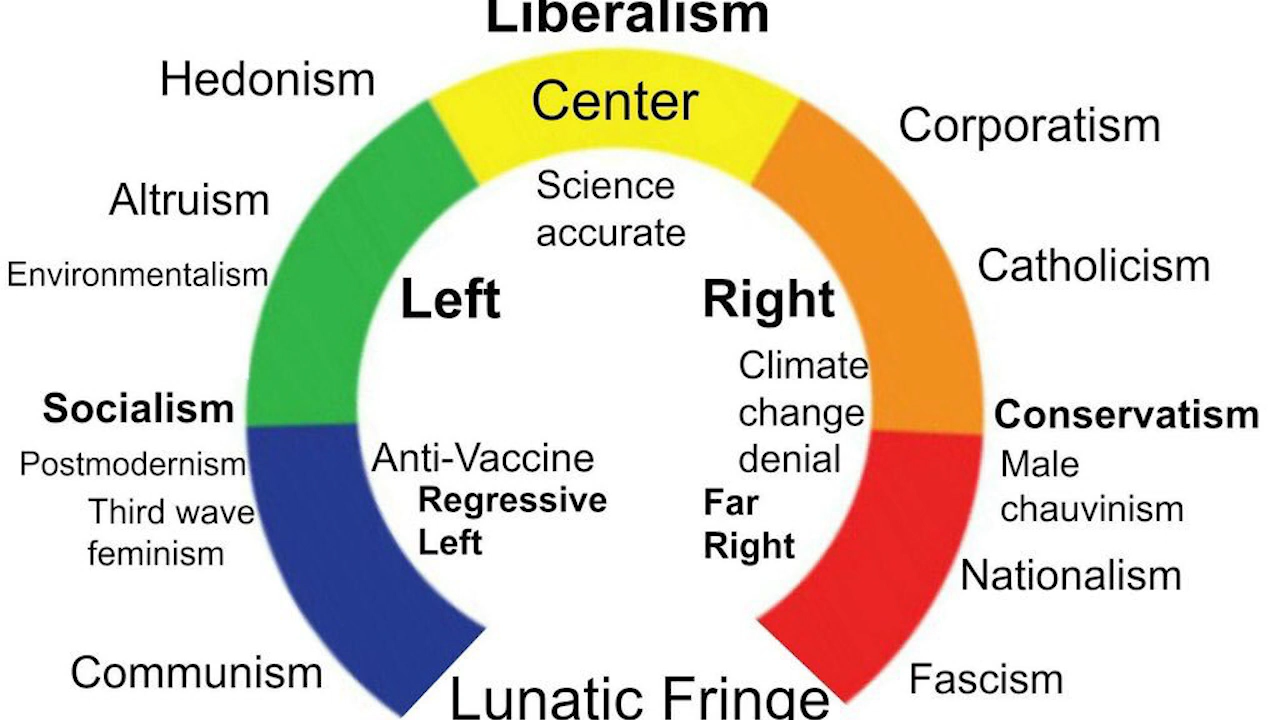 Liberalism
Hedonism
Center
Corporatism
Science
accurate
Altruism
Environmentalism
Left
Right
Catholicism
Climate
change
denial
Socialism
Conservatism
Postmodernism
Anti-Vaccine
Male
chauvinism
Third wave
feminism
Regressive
Left
Far
Right
Nationalism
Communism
Lunatic Fringe
Fascism